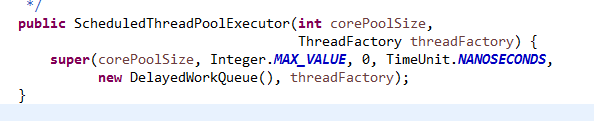 */
public ScheduledThreadPoolExecutor(int corePoolSize,
ThreadFactory threadFactory) {
super(corePoolSize, Integer.MAX_VALUE, 0, TimeUnit.NANOSECONDS,
new DelayedWorkQueue(), threadFactory);
}